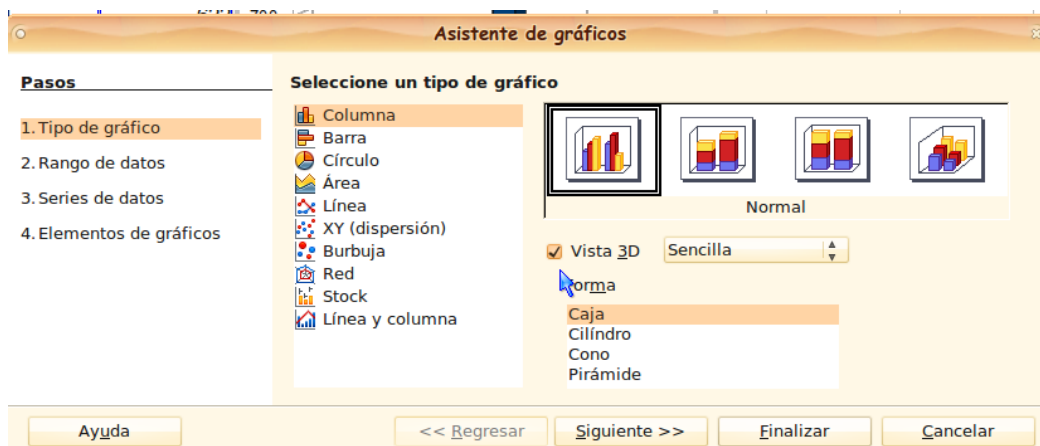 Asistente de gráficos
Pasos
1. Tipo de gráfico
2. Rango de datos
3. Series de datos
4. Elementos de gráficos
Seleccione un tipo de gráfico
Columna
Barra
Círculo
Área
Línea
XY (dispersión)
Burbuja
Red
Stock
Línea y columna
Normal
Vista 3D
Sencilla
Caja
Cilíndro
Cono
Pirámide
Ayuda
<< Regresar
Siguiente >>
Finalizar
Cancelar